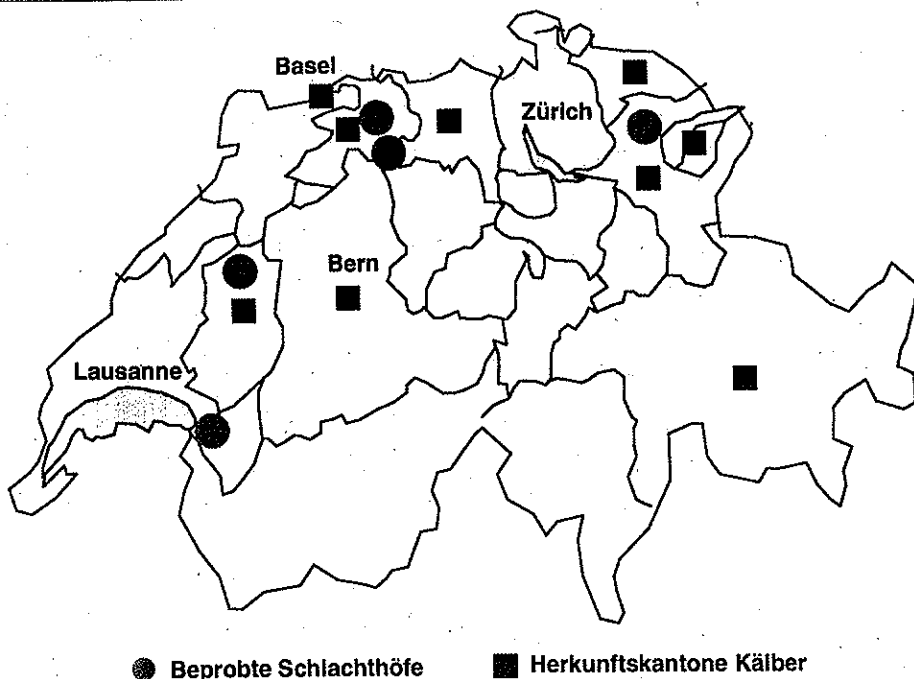 Basel
Zürich
Bern
Lausanne
Beprobte Schlachthöfe
Herkunftskantone Kälber